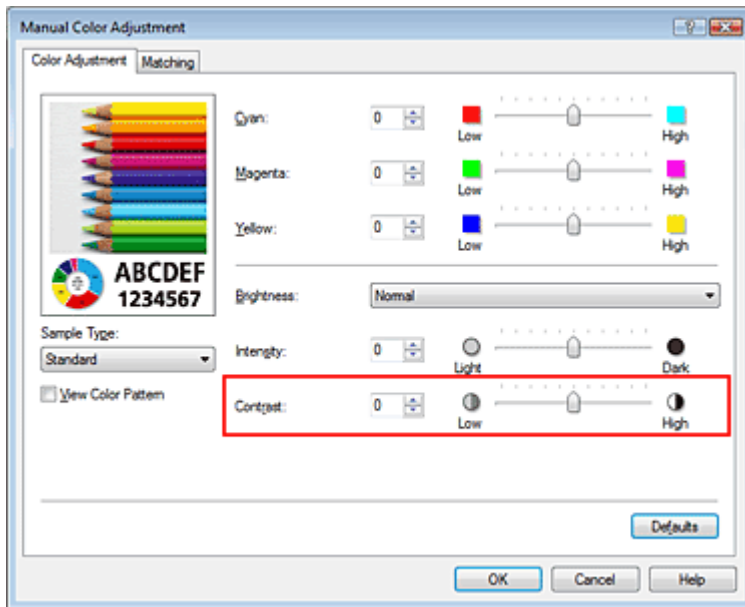 Manual Color Adjustment
Color Adjustment Matching
Cyan: 0 Low High
Magenta: 0 Low High
Yellow: 0 Low High
ABCDEF
1234567
Brightness: Normal
Sample Type:
Standard
Intensity: 0 Light Dark
View Color Pattern
Contrast: 0 Low High
Defaults
OK Cancel Help